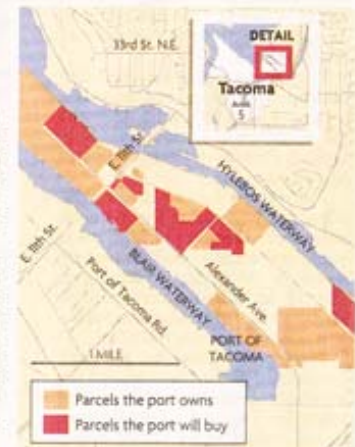 33rd St. N.E.
DETAIL
Tacoma
5
E. 11th St.
HYLEBOS WATERWAY
E. 11th St.
BLAIR WATERWAY
Alexander Ave.
Port of Tacoma Rd.
PORT OF
TACOMA
1 MILE
Parcels the port owns
Parcels the port will buy